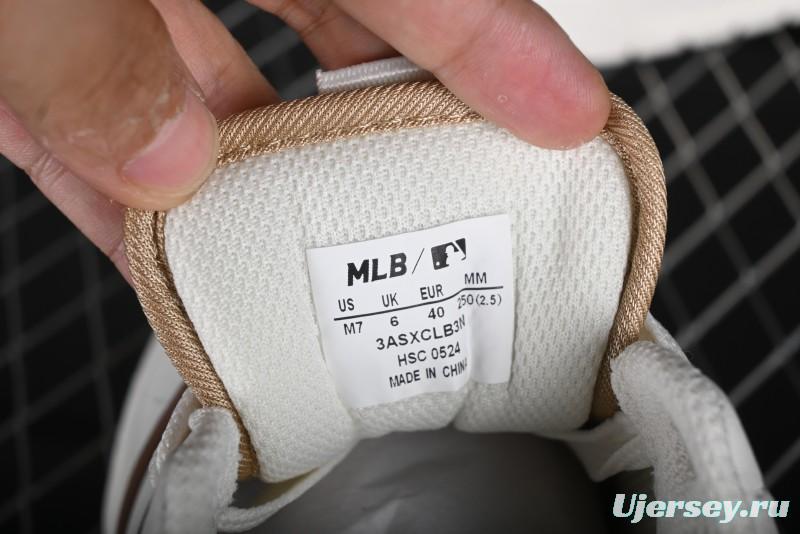 MLB /
US UK EUR MM
M7 6 40 250(2.5)
3ASXCLB3N
HSC 0524
MADE IN CHINA
Ujersey.ru